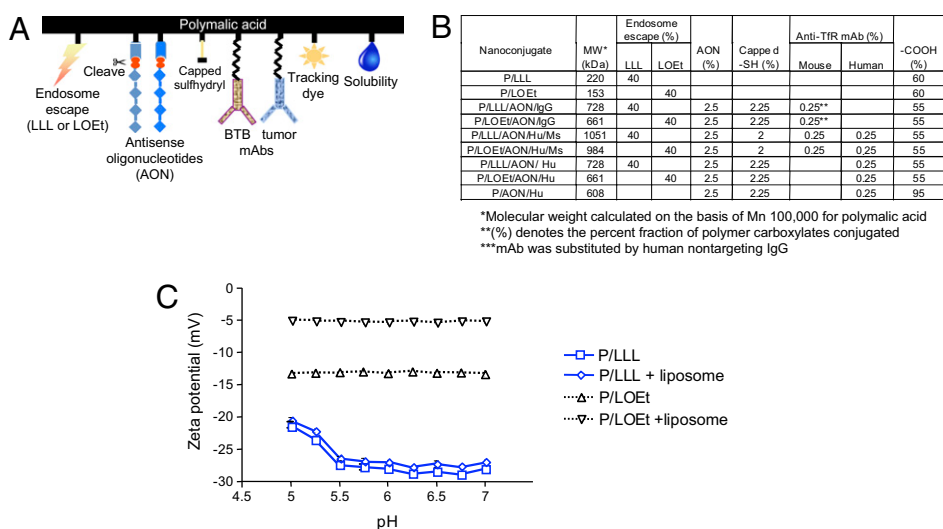 A
Polymalic acid
Cleave
Capped
sulfhydryl
Tracking
dye
Solubility
Endosome
escape
(LLL or LOEt)
BTB
tumor
mAbs
Antisense
oligonucleotides
(AON)
B
Nanoconjugate MW* (kDa) Endosome escape (%) LLL LOEt AON (%) Capped -SH (%) Anti-TfR mAb (%) Mouse Human -COOH (%)
P/LLL 220 40 60
P/LOEt 153 40 60
P/LLL/AON/IgG 728 40 2.5 2.25 0.25** 55
P/LOEt/AON/IgG 661 40 2.5 2.25 0.25** 55
P/LLL/AON/Hu/Ms 1051 40 2.5 2 0.25 0.25 55
P/LOEt/AON/Hu/Ms 984 40 2.5 2 0.25 0,25 55
P/LLL/AON/ Hu 728 40 2.5 2.25 0.25 55
P/LOEt/AON/Hu 661 40 2.5 2.25 0.25 55
P/AON/Hu 608 2.5 2.25 0.25 95
*Molecular weight calculated on the basis of Mn 100,000 for polymalic acid
**(%) denotes the percent fraction of polymer carboxylates conjugated
***mAb was substituted by human nontargeting IgG
C
Zeta potential (mV)
0
-5
-10
-15
-20
-25
-30
4.5 5 5.5 6 6.5 7
pH
P/LLL
P/LLL + liposome
P/LOEt
P/LOEt +liposome